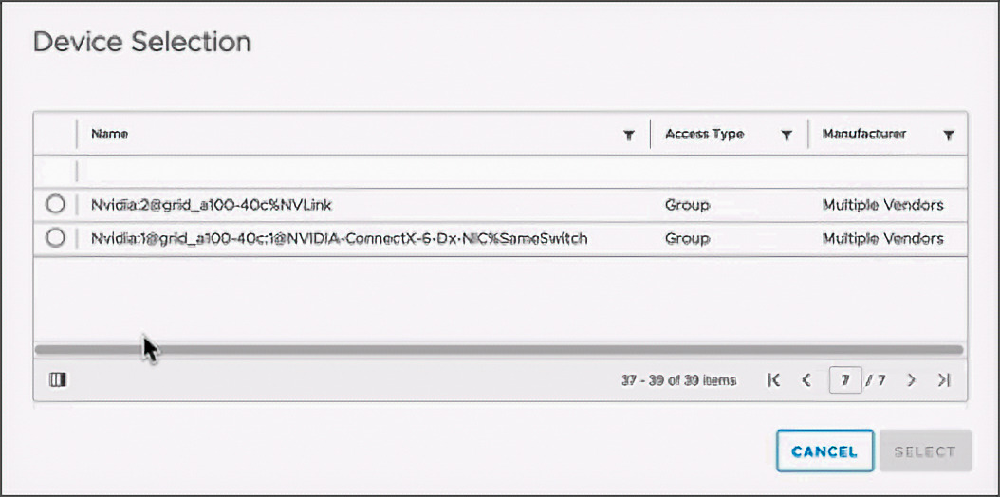 Device Selection
Name Access Type Manufacturer
Nvidia:2@grid_a100-40c%NVLink Group Multiple Vendors
Nvidia:1@grid_a100-40c;1@NVIDIA-ConnectX-6-Dx-NIC%SameSwitch Group Multiple Vendors
37 - 39 of 39 items 7 / 7
CANCEL SELECT